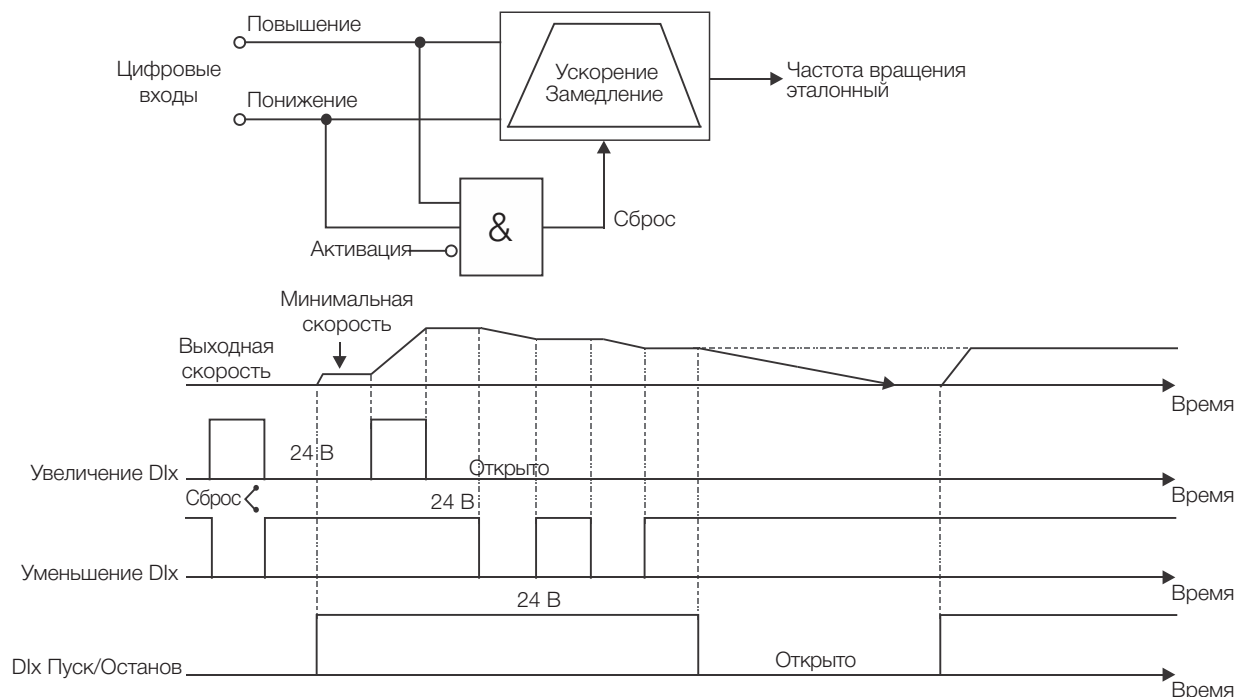 Повышение
Цифровые
входы
Понижение
Ускорение
Замедление
Частота вращения
эталонный
&
Сброс
Активация
Минимальная
скорость
Выходная
скорость
Время
24 В
Увеличение DIx
Открыто
Время
Сброс
24 В
Уменьшение DIx
Время
24 В
DIx Пуск/Останов
Открыто
Время